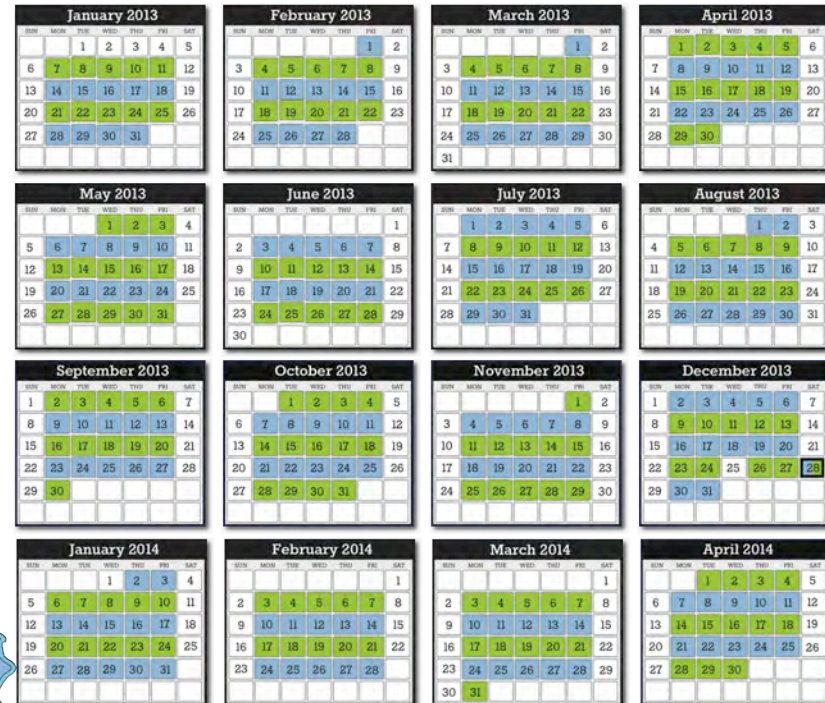 January 2013
SUN MON TUE WED THU FRI SAT
1 2 3 4 5
6 7 8 9 10 11 12
13 14 15 16 17 18 19
20 21 22 23 24 25 26
27 28 29 30 31
February 2013
SUN MON TUE WED THU FRI SAT
1 2
3 4 5 6 7 8 9
10 11 12 13 14 15 16
17 18 19 20 21 22 23
24 25 26 27 28
March 2013
SUN MON TUE WED THU FRI SAT
1 2
3 4 5 6 7 8 9
10 11 12 13 14 15 16
17 18 19 20 21 22 23
24 25 26 27 28 29 30
31
April 2013
SUN MON TUE WED THU FRI SAT
1 2 3 4 5 6
7 8 9 10 11 12 13
14 15 16 17 18 19 20
21 22 23 24 25 26 27
28 29 30
May 2013
SUN MON TUE WED THU FRI SAT
1 2 3 4
5 6 7 8 9 10 11
12 13 14 15 16 17 18
19 20 21 22 23 24 25
26 27 28 29 30 31
June 2013
SUN MON TUE WED THU FRI SAT
1
2 3 4 5 6 7 8
9 10 11 12 13 14 15
16 17 18 19 20 21 22
23 24 25 26 27 28 29
30
July 2013
SUN MON TUE WED THU FRI SAT
1 2 3 4 5 6
7 8 9 10 11 12 13
14 15 16 17 18 19 20
21 22 23 24 25 26 27
28 29 30 31
August 2013
SUN MON TUE WED THU FRI SAT
1 2 3
4 5 6 7 8 9 10
11 12 13 14 15 16 17
18 19 20 21 22 23 24
25 26 27 28 29 30 31
September 2013
SUN MON TUE WED THU FRI SAT
1 2 3 4 5 6 7
8 9 10 11 12 13 14
15 16 17 18 19 20 21
22 23 24 25 26 27 28
29 30
October 2013
SUN MON TUE WED THU FRI SAT
1 2 3 4 5
6 7 8 9 10 11 12
13 14 15 16 17 18 19
20 21 22 23 24 25 26
27 28 29 30 31
November 2013
SUN MON TUE WED THU FRI SAT
1 2
3 4 5 6 7 8 9
10 11 12 13 14 15 16
17 18 19 20 21 22 23
24 25 26 27 28 29 30
December 2013
SUN MON TUE WED THU FRI SAT
1 2 3 4 5 6 7
8 9 10 11 12 13 14
15 16 17 18 19 20 21
22 23 24 25 26 27 28
29 30 31
January 2014
SUN MON TUE WED THU FRI SAT
1 2 3 4
5 6 7 8 9 10 11
12 13 14 15 16 17 18
19 20 21 22 23 24 25
26 27 28 29 30 31
February 2014
SUN MON TUE WED THU FRI SAT
1
2 3 4 5 6 7 8
9 10 11 12 13 14 15
16 17 18 19 20 21 22
23 24 25 26 27 28
March 2014
SUN MON TUE WED THU FRI SAT
1
2 3 4 5 6 7 8
9 10 11 12 13 14 15
16 17 18 19 20 21 22
23 24 25 26 27 28 29
30 31
April 2014
SUN MON TUE WED THU FRI SAT
1 2 3 4 5
6 7 8 9 10 11 12
13 14 15 16 17 18 19
20 21 22 23 24 25 26
27 28 29 30